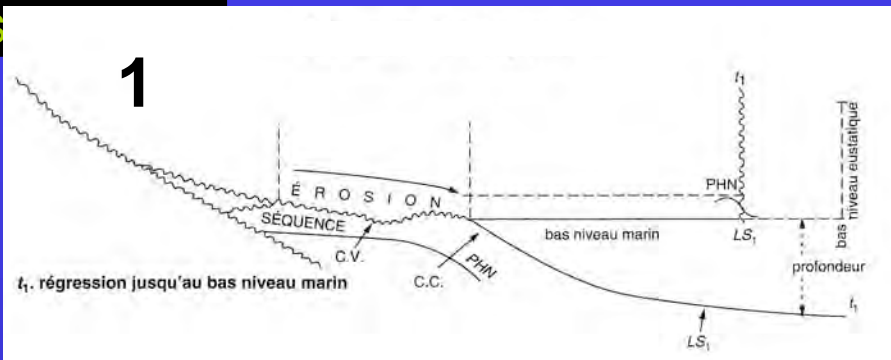 1
t₁
PHN
bas
niveau eustatique
ÉROSION
SÉQUENCE
C.V.
PHN
C.C.
bas niveau marin
LS₁
profondeur
t₁. régression jusqu'au bas niveau marin
t₁
LS₁